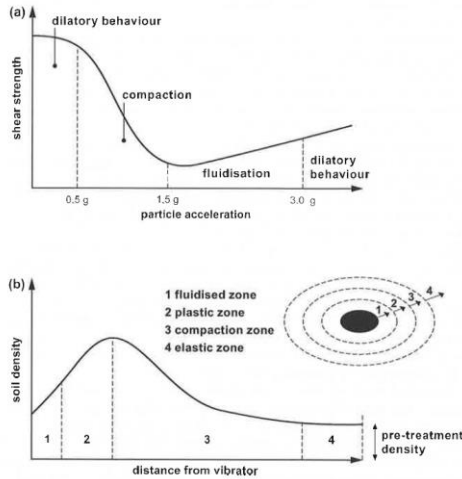 (a)
dilatory behaviour
compaction
shear strength
fluidisation
dilatory
behaviour
0.5 g
1.5 g
3.0 g
particle acceleration
(b)
1 fluidised zone
2 plastic zone
3 compaction zone
4 elastic zone
1 2 3 4
soil density
1 2 3 4
pre-treatment
density
distance from vibrator